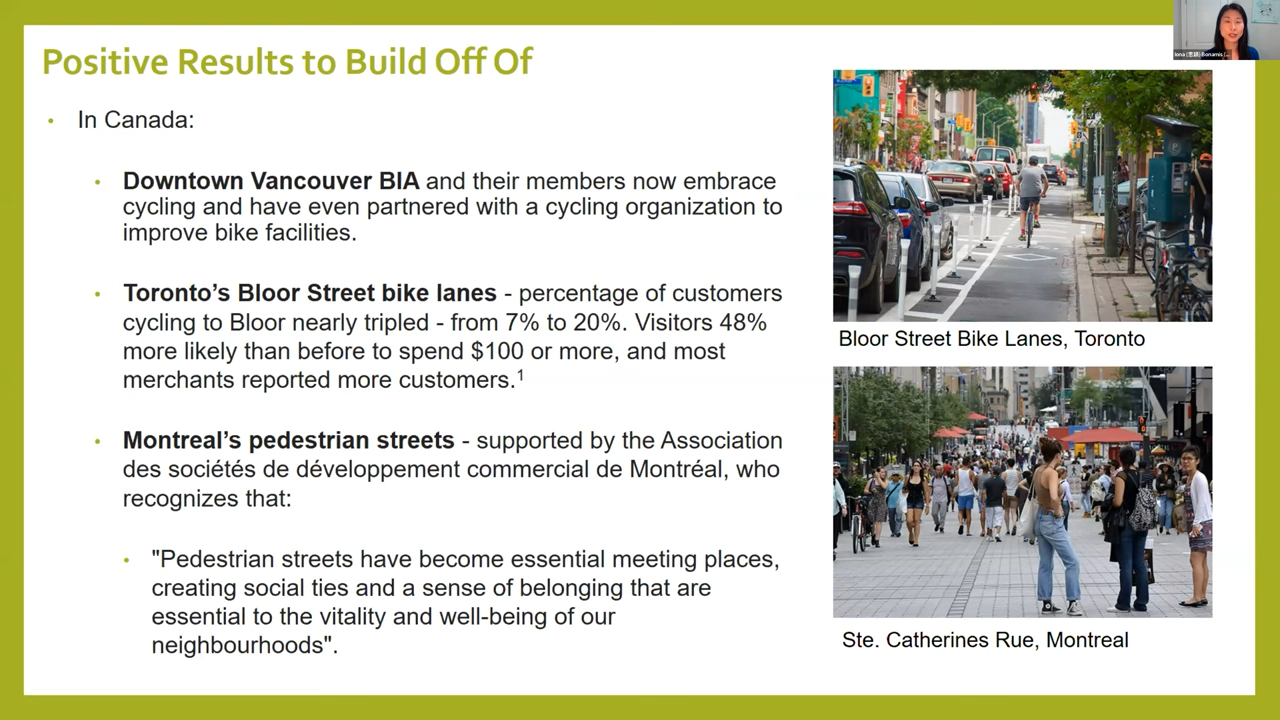 Positive Results to Build Off Of
• In Canada:
• Downtown Vancouver BIA and their members now embrace
cycling and have even partnered with a cycling organization to
improve bike facilities.
• Toronto's Bloor Street bike lanes - percentage of customers
cycling to Bloor nearly tripled - from 7% to 20%. Visitors 48%
more likely than before to spend $100 or more, and most
merchants reported more customers.1
• Montreal's pedestrian streets - supported by the Association
des sociétés de développement commercial de Montréal, who
recognizes that:
• "Pedestrian streets have become essential meeting places,
creating social ties and a sense of belonging that are
essential to the vitality and well-being of our
neighbourhoods".
Bloor Street Bike Lanes, Toronto
Ste. Catherines Rue, Montreal
Bonamis